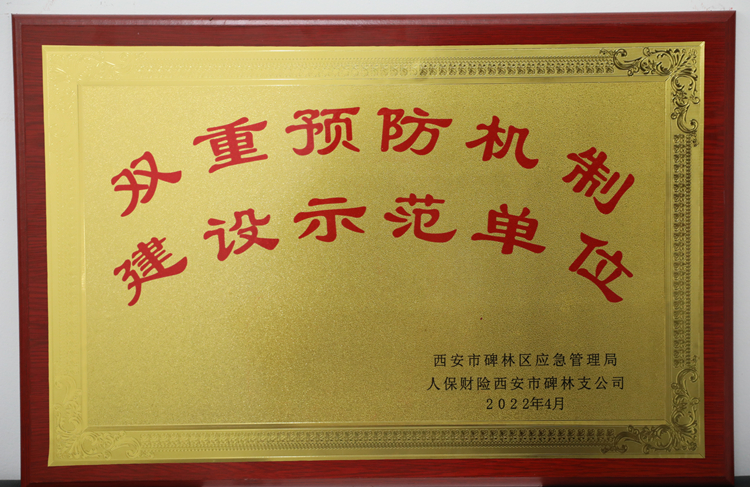 双重预防机制
建设示范单位
西安市碑林区应急管理局
人保财险西安市碑林支公司
2022年4月